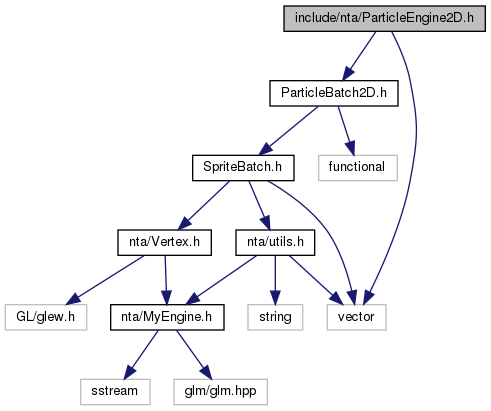 include/nta/ParticleEngine2D.h
ParticleBatch2D.h
SpriteBatch.h
functional
nta/Vertex.h
nta/utils.h
GL/glew.h
nta/MyEngine.h
string
vector
sstream
glm/glm.hpp